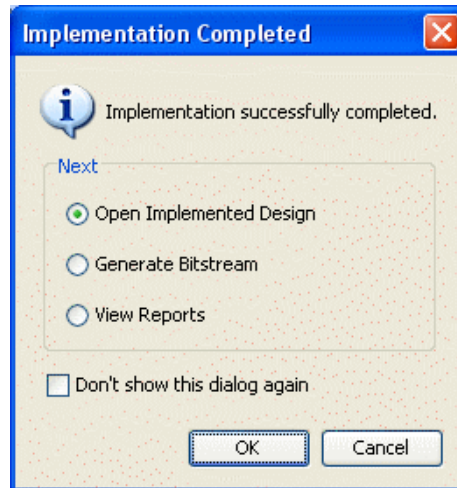 Implementation Completed
Implementation successfully completed.
Next
Open Implemented Design
Generate Bitstream
View Reports
Don't show this dialog again
OK
Cancel